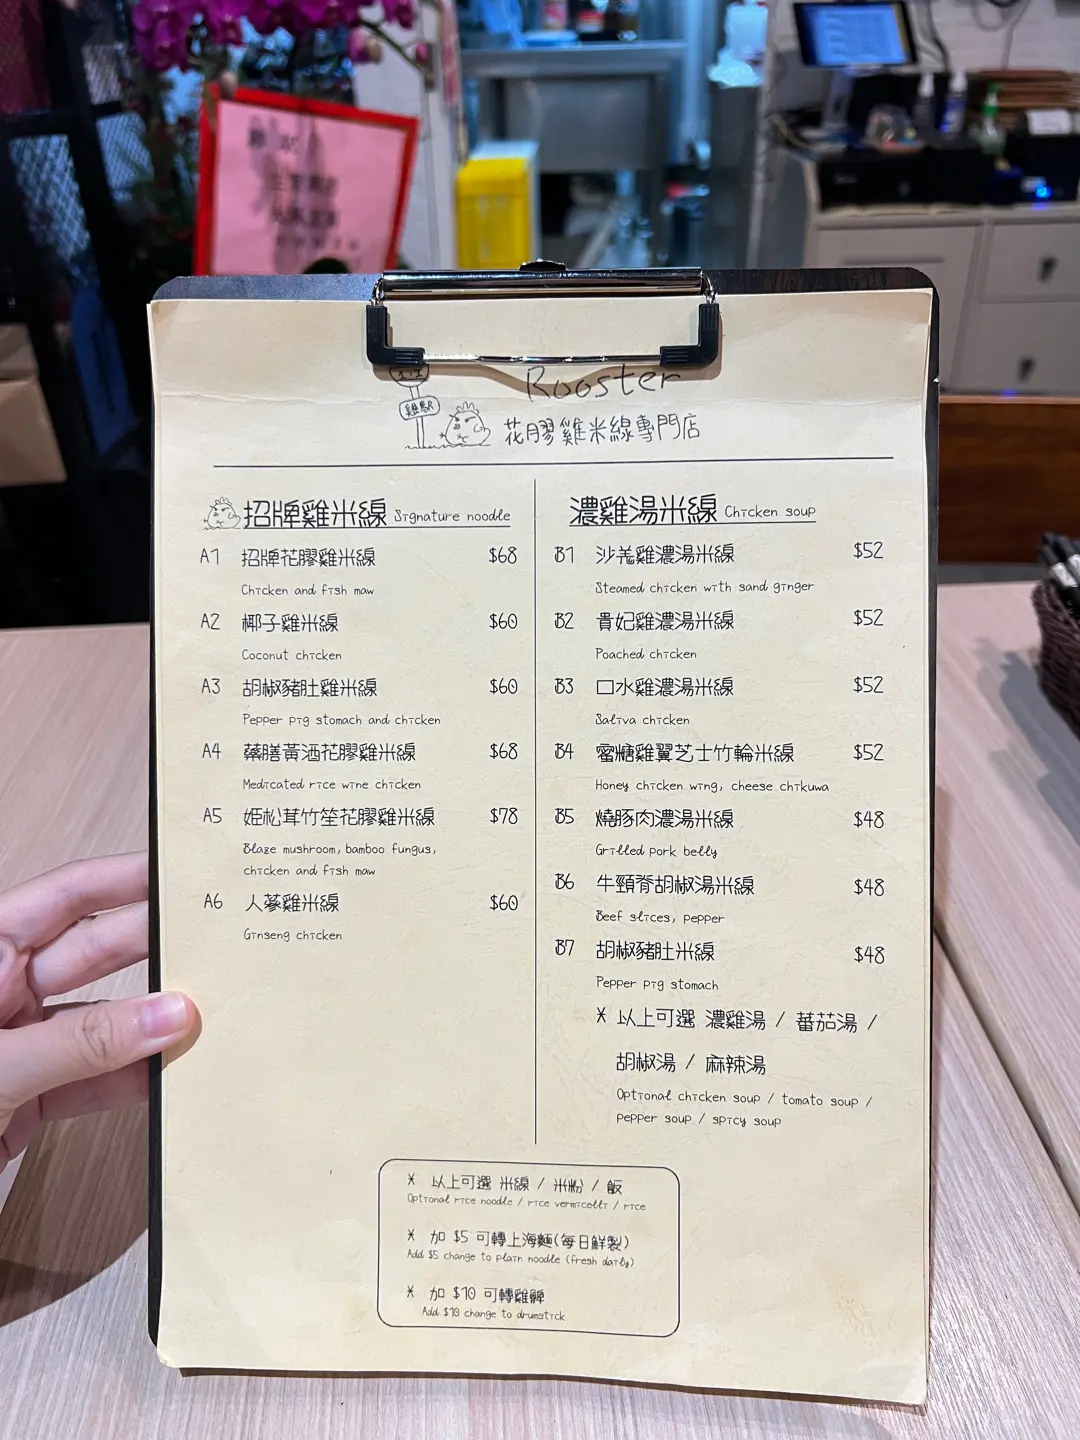 Rooster
雞駅
花膠雞米線專門店
招牌雞米線 Signature noodle
A1 招牌花膠雞米線 $68
Chicken and fish maw
A2 椰子雞米線 $60
Coconut chicken
A3 胡椒豬肚雞米線 $60
Pepper pig stomach and chicken
A4 藥膳黃酒花膠雞米線 $68
Medicated rice wine chicken
A5 姫松茸竹笙花膠雞米線 $78
Blaze mushroom, bamboo fungus,
chicken and fish maw
A6 人蔘雞米線 $60
Ginseng chicken
濃雞湯米線 Chicken soup
B1 沙羗雞濃湯米線 $52
Steamed chicken with sand ginger
B2 貴妃雞濃湯米線 $52
Poached chicken
B3 口水雞濃湯米線 $52
Saliva chicken
B4 蜜糖雞翼芝士竹輪米線 $52
Honey chicken wing, cheese chikuwa
B5 燒豚肉濃湯米線 $48
Grilled pork belly
B6 牛頸脊胡椒湯米線 $48
Beef slices, pepper
B7 胡椒豬肚米線 $48
Pepper pig stomach
* 以上可選 濃雞湯 / 蕃茄湯 /
胡椒湯 / 麻辣湯
Optional chicken soup / tomato soup /
pepper soup / spicy soup
* 以上可選 米線 / 米粉 / 飯
Optional rice noodle / rice vermicelli / rice
* 加 $5 可轉上海麵(每日鮮製)
Add $5 change to plain noodle (fresh daily)
* 加 $10 可轉雞髀
Add $10 change to drumstick